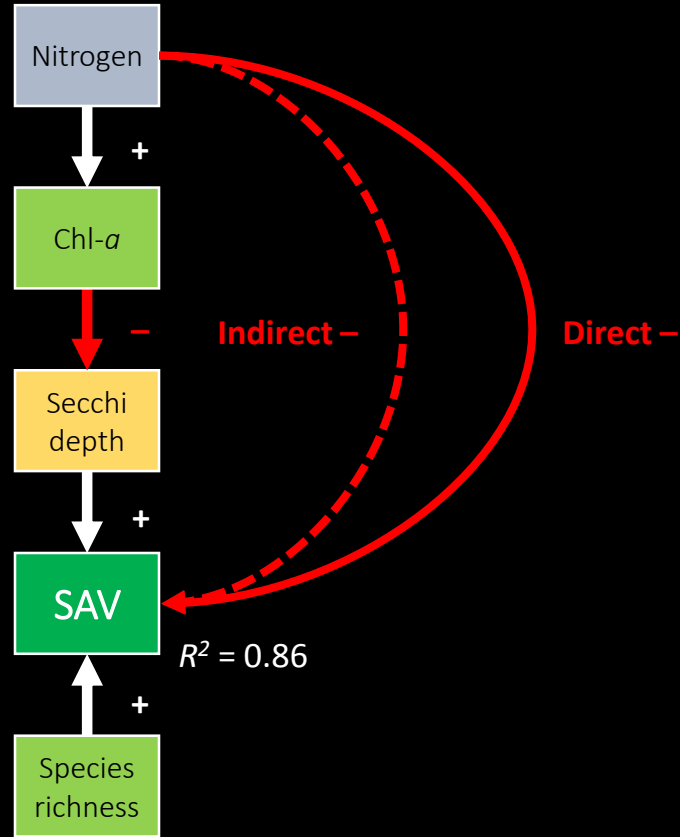 Nitrogen
+
Chl-a
–
Indirect –
Direct –
Secchi
depth
+
SAV
R² = 0.86
+
Species
richness